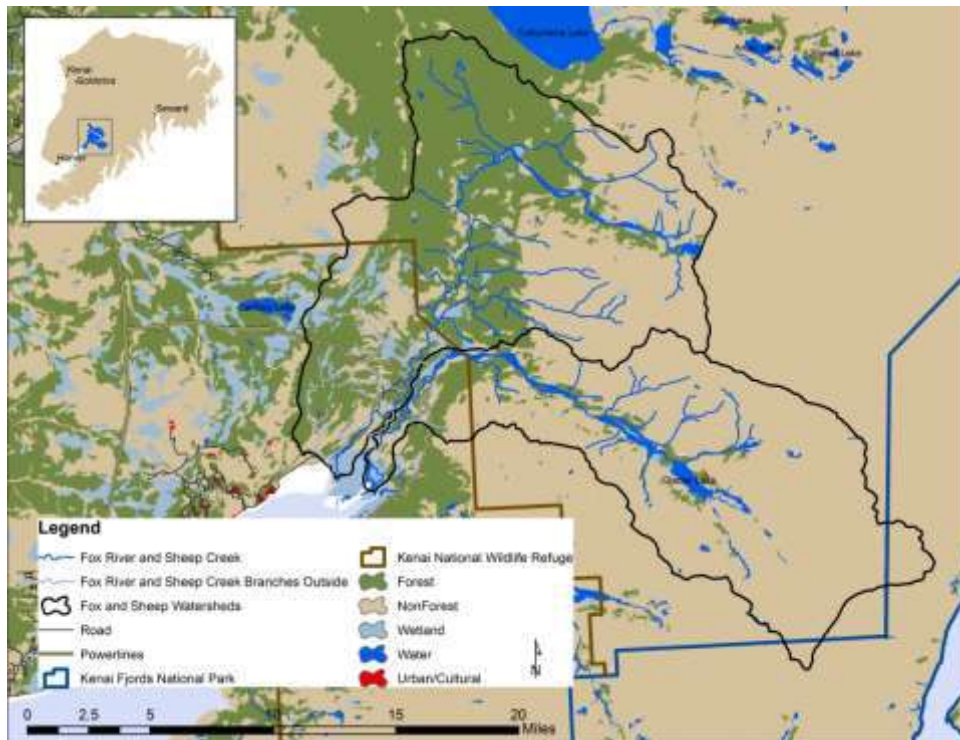 Kenai
Soldotna
Seward
Homer
Tustumena Lake
Legend
Fox River and Sheep Creek
Fox River and Sheep Creek Branches Outside
Fox and Sheep Watersheds
Road
Powerlines
Kenai Fjords National Park
Kenai National Wildlife Refuge
Forest
NonForest
Wetland
Water
Urban/Cultural
N
0 2.5 5 10 15 20
Miles